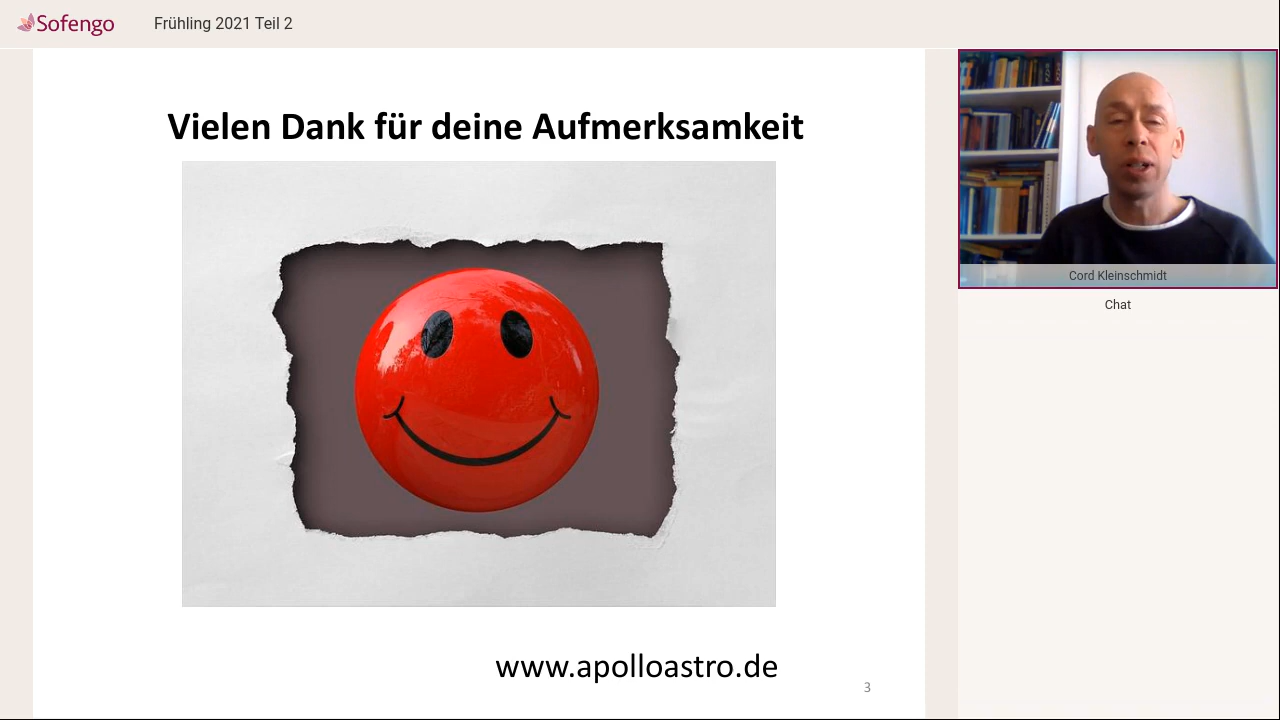 Sofengo
Frühling 2021 Teil 2
Vielen Dank für deine Aufmerksamkeit
www.apolloastro.de
3
Cord Kleinschmidt
Chat